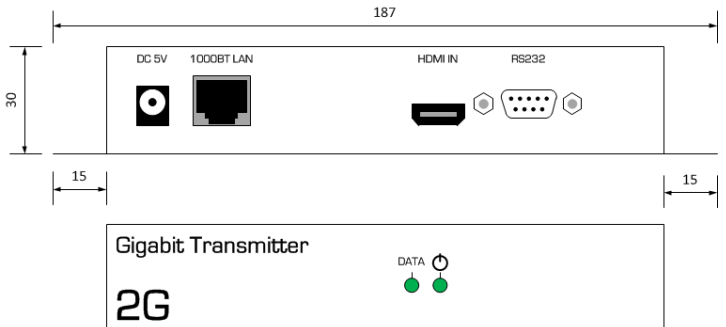 187
DC 5V 1000BT LAN HDMI IN RS232
30
15 15
Gigabit Transmitter
DATA
2G